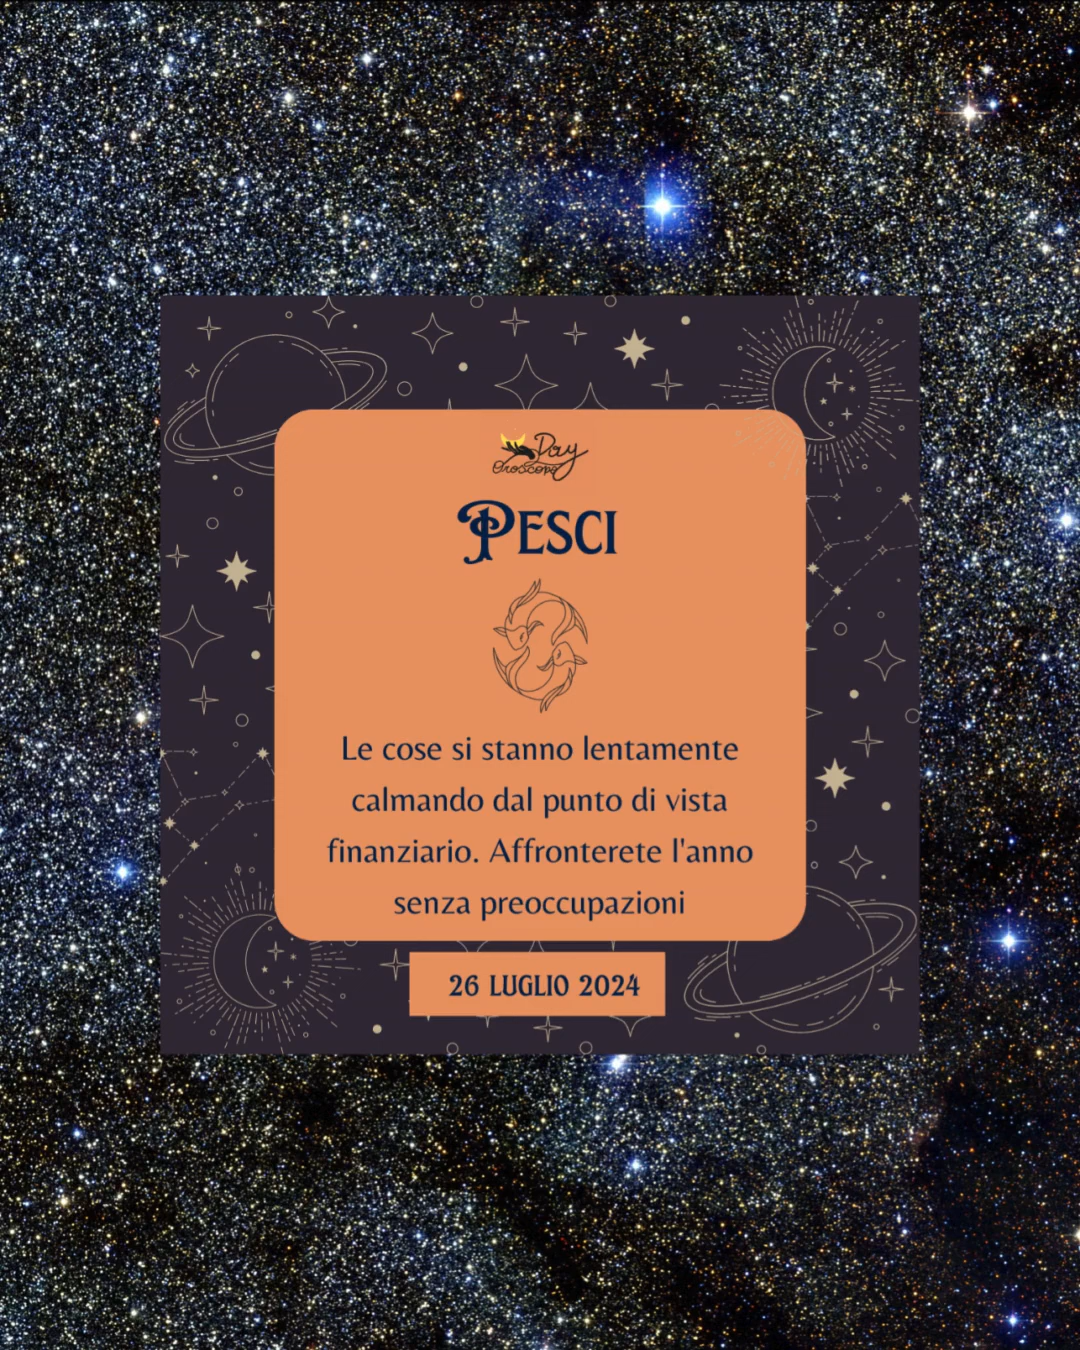 Day
Oroscopo
PESCI
Le cose si stanno lentamente
calmando dal punto di vista
finanziario. Affronterete l'anno
senza preoccupazioni
26 LUGLIO 2024